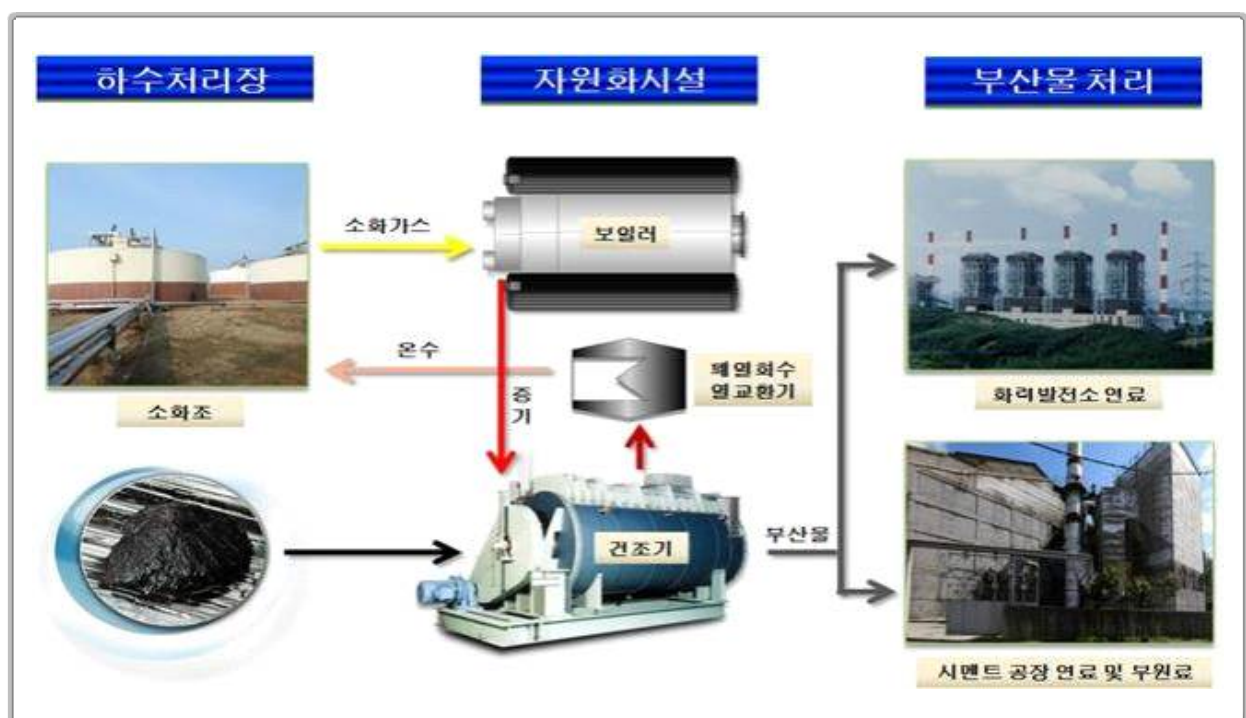 하수처리장
자원화시설
부산물 처리
소화가스
보일러
온수
증기
폐열회수
열교환기
소화조
화력발전소 연료
건조기
부산물
시멘트 공장 연료 및 부원료